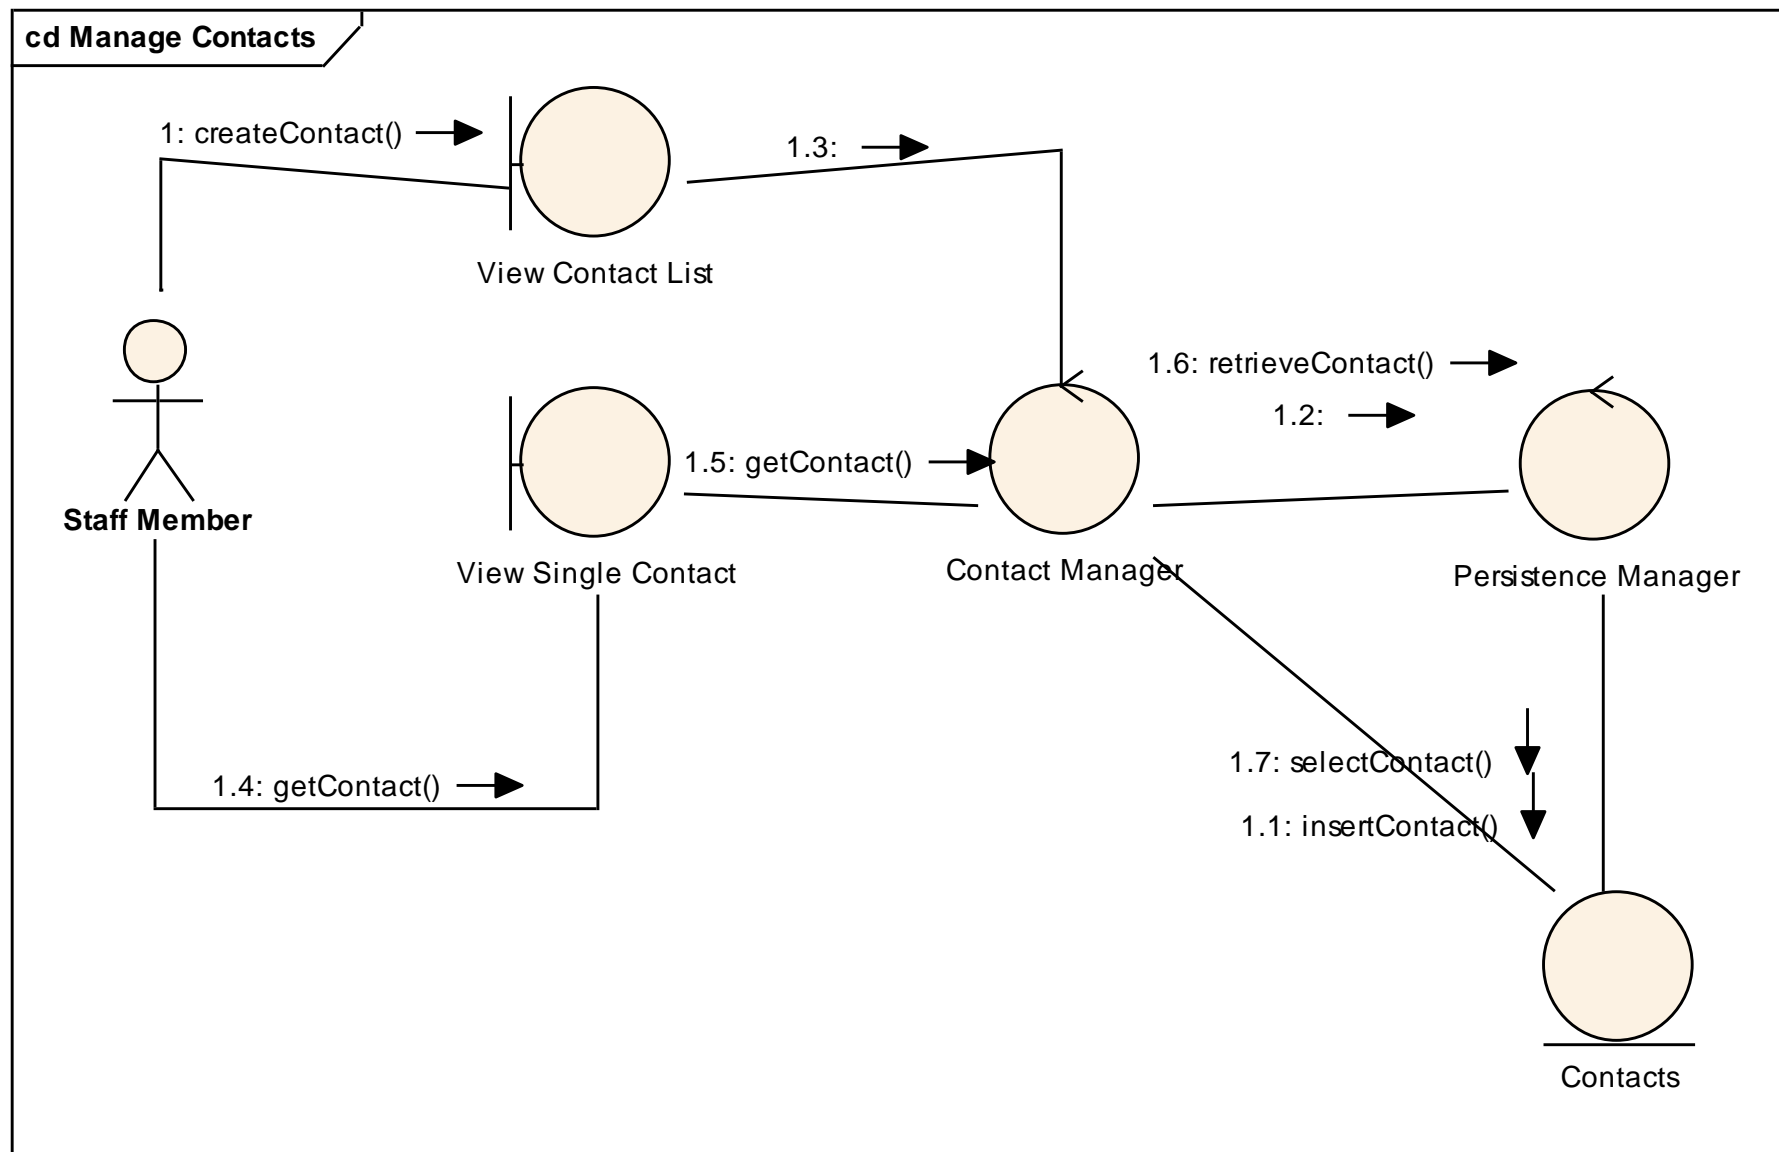 cd Manage Contacts
1: createContact()
1.3:
View Contact List
1.6: retrieveContact()
1.2:
1.5: getContact()
Staff Member
View Single Contact
Contact Manager
Persistence Manager
1.7: selectContact()
1.4: getContact()
1.1: insertContact()
Contacts